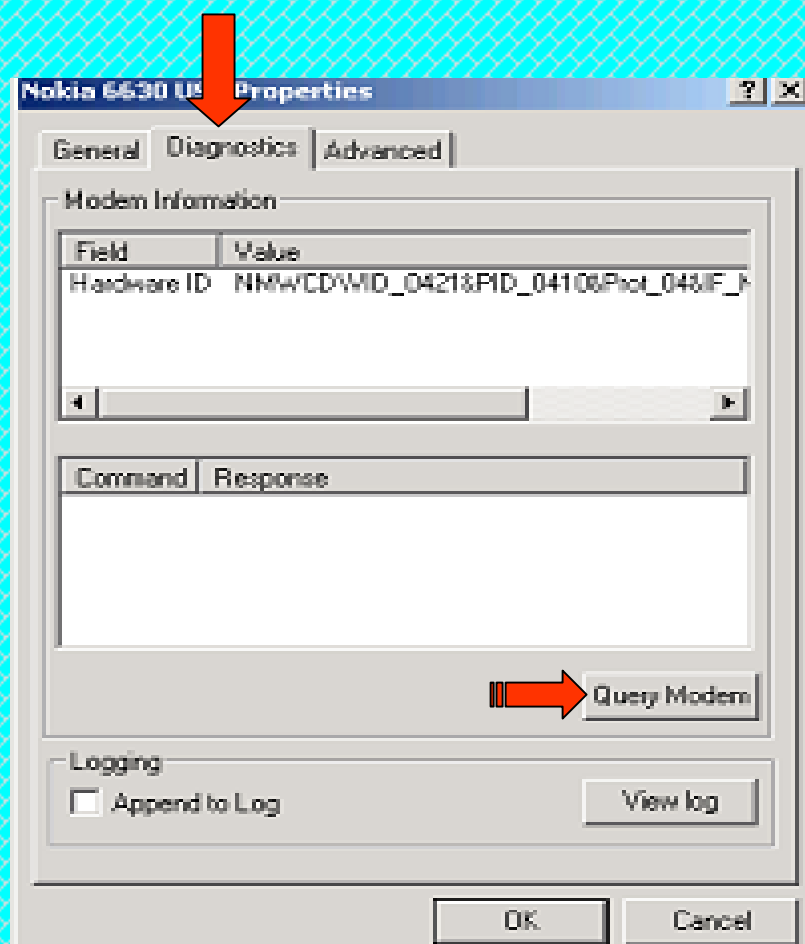 Nokia 6630 US Properties
General Diagnostics Advanced
Modem Information
Field Value
Hardware ID NMWCD\VID_0421&PID_0410&Prot_04&IF_
Command Response
Query Modem
Logging
Append to Log
View log
OK
Cancel